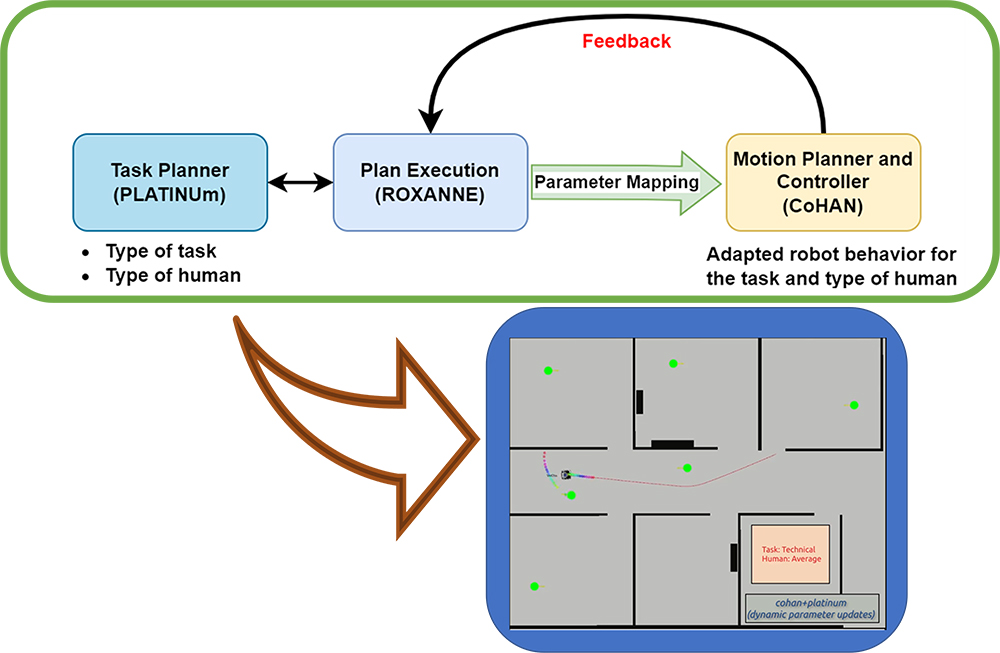 Feedback
Task Planner
(PLATINUm)
Plan Execution
(ROXANNE)
Parameter Mapping
Motion Planner and
Controller
(CoHAN)
• Type of task
• Type of human
Adapted robot behavior for
the task and type of human
Task: Technical
Human: Average
cohan+platinum
(dynamic parameter updates)